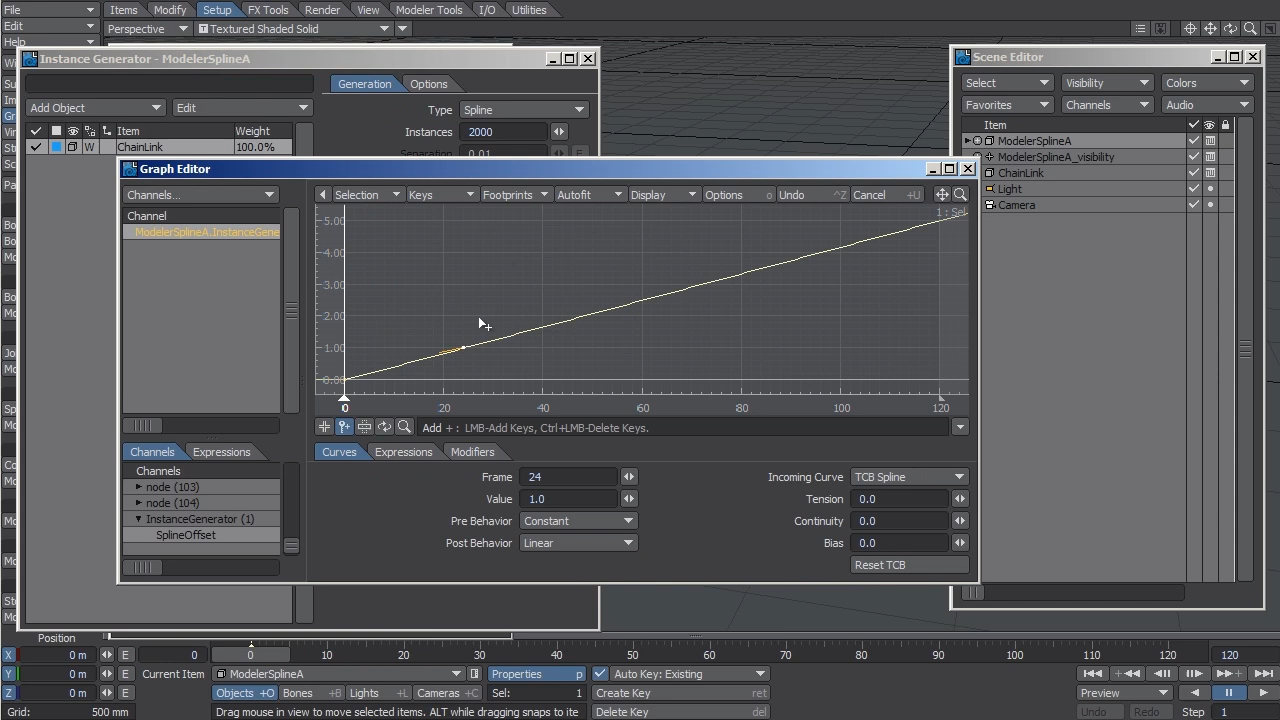 File Items Modify Setup FX Tools Render View Modeler Tools I/O Utilities
Edit Perspective Textured Shaded Solid
Help
Instance Generator - ModelerSplineA
Scene Editor
Generation Options
Select Visibility Colors
Add Object Edit Type Spline
Favorites Channels Audio
Item Weight Instances 2000
Item
ChainLink 100.0%
W
ModelerSplineA
Separation 0.01 E
ModelerSplineA_visibility
ChainLink
Light
Camera
Graph Editor
Channels... Selection Keys Footprints Autofit Display Options o Undo ^Z Cancel +U
Channel
ModelerSplineA.InstanceGene
1 : Sel
5.00
4.00
3.00
2.00
1.00
0.00
0 20 40 60 80 100 120
Add + : LMB-Add Keys, Ctrl+LMB-Delete Keys.
Channels Expressions Curves Expressions Modifiers
Channels
node (103)
node (104)
InstanceGenerator (1)
SplineOffset
Frame 24 Incoming Curve TCB Spline
Value 1.0 Tension 0.0
Pre Behavior Constant Continuity 0.0
Post Behavior Linear Bias 0.0
Reset TCB
Position
X 0 m E 0 0 10 20 30 40 50 60 70 80 90 100 110 120 120
Y 0 m E Current Item ModelerSplineA Properties p Auto Key: Existing
Z 0 m E Objects +O Bones +B Lights +L Cameras +C Sel: 1 Create Key ret Preview
Grid: 500 mm Drag mouse in view to move selected items. ALT while dragging snaps to ite Delete Key del Undo Redo Step 1